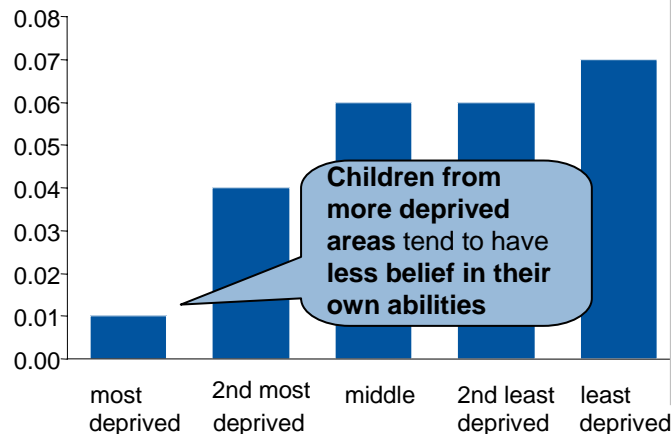 0.08
0.07
0.06
0.05
0.04
0.03
0.02
0.01
0.00
Children from
more deprived
areas tend to have
less belief in their
own abilities
most
deprived
2nd most
deprived
middle
2nd least
deprived
least
deprived